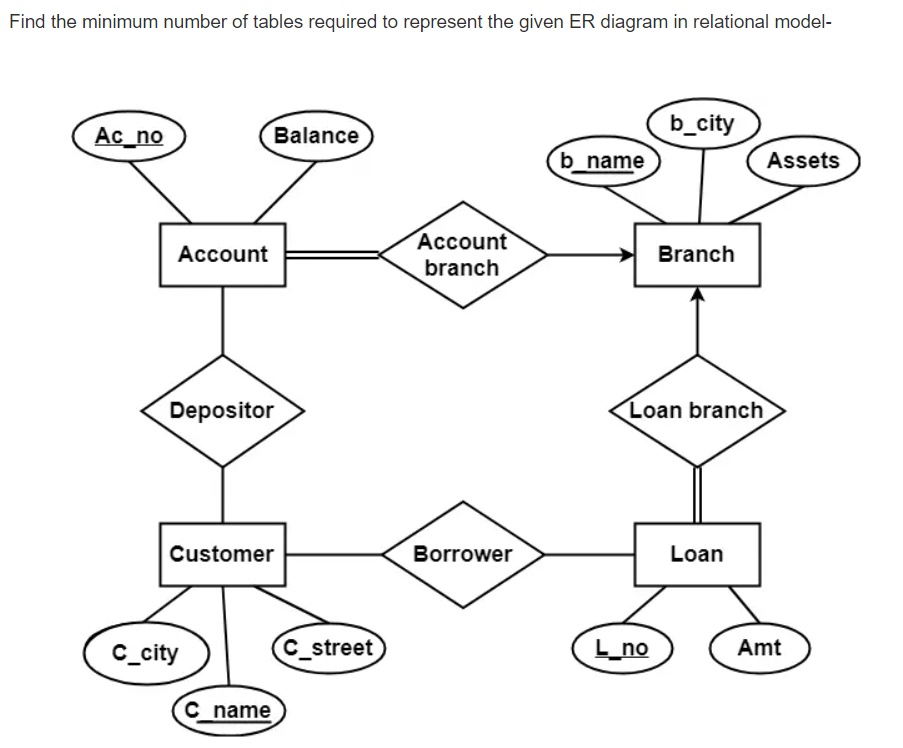 Find the minimum number of tables required to represent the given ER diagram in relational model-
b_city
Ac_no
Balance
b_name
Assets
Account
Account
branch
Branch
Depositor
Loan branch
Customer
Borrower
Loan
C_city
C_street
L_no
Amt
C_name